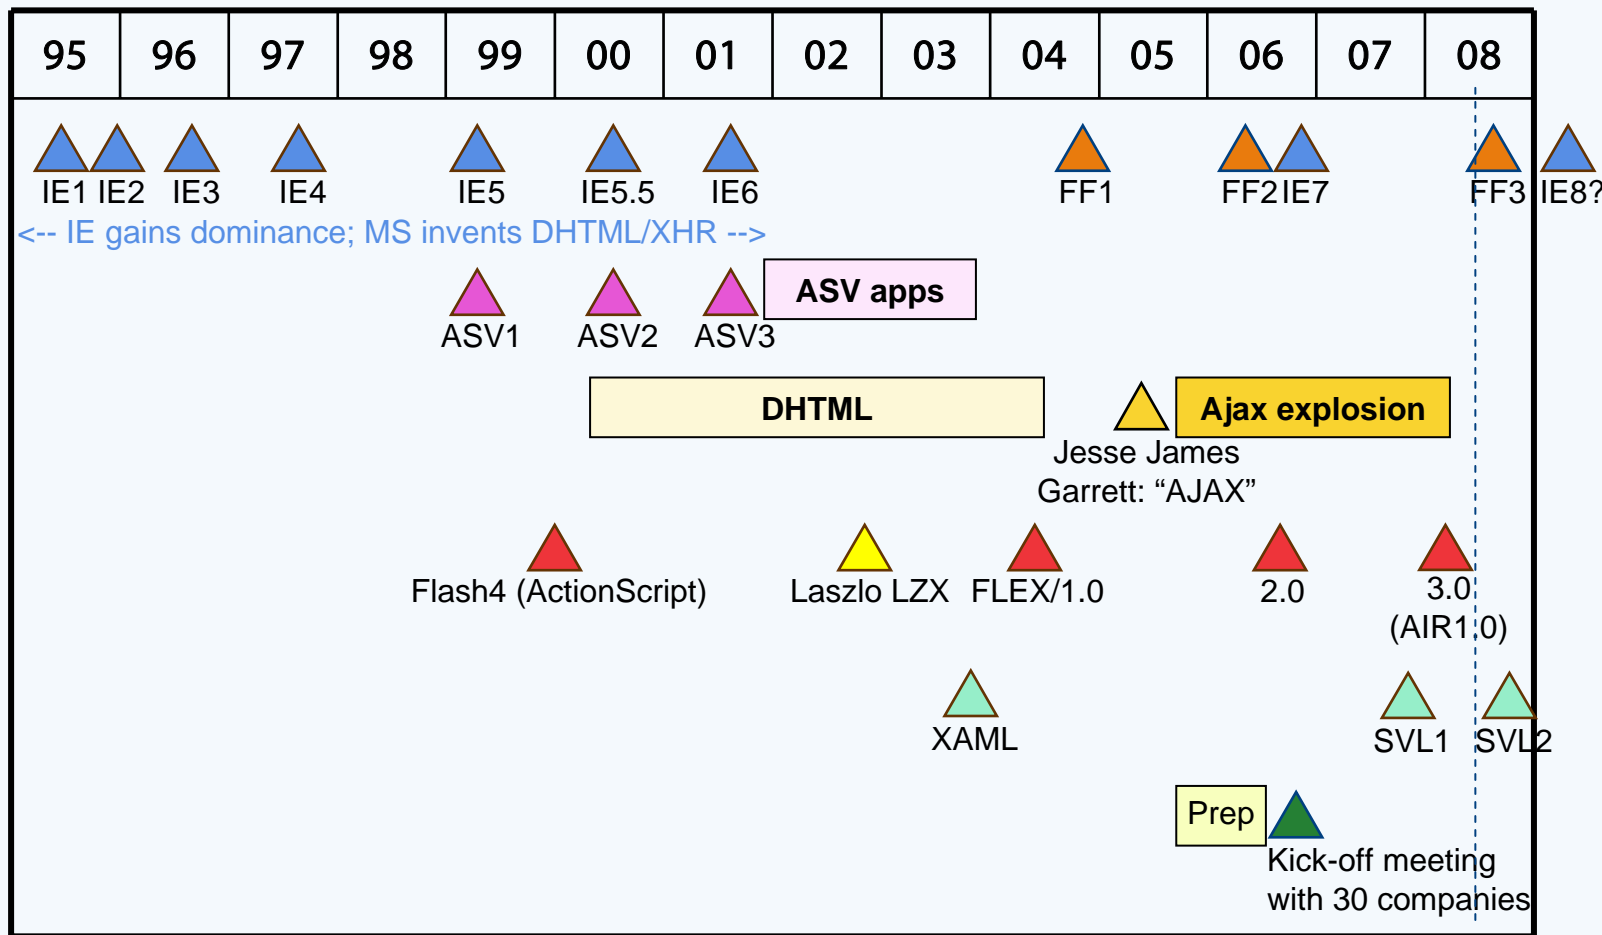 95 96 97 98 99 00 01 02 03 04 05 06 07 08
IE1 IE2 IE3 IE4 IE5 IE5.5 IE6 FF1 FF2 IE7 FF3 IE8?
<-- IE gains dominance; MS invents DHTML/XHR -->
ASV apps
ASV1 ASV2 ASV3
DHTML Ajax explosion
Jesse James
Garrett: “AJAX”
Flash4 (ActionScript) Laszlo LZX FLEX/1.0 2.0 3.0
(AIR1.0)
XAML SVL1 SVL2
Prep
Kick-off meeting
with 30 companies